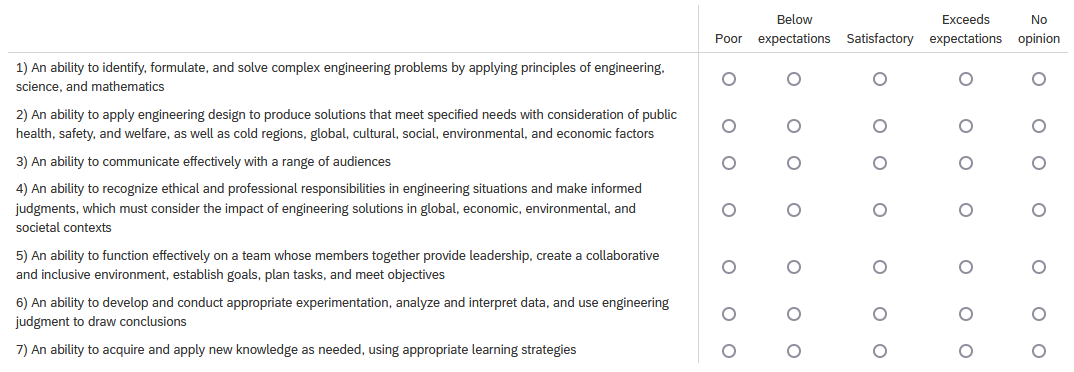 Below Exceeds No
Poor expectations Satisfactory expectations opinion
1) An ability to identify, formulate, and solve complex engineering problems by applying principles of engineering,
science, and mathematics
2) An ability to apply engineering design to produce solutions that meet specified needs with consideration of public
health, safety, and welfare, as well as cold regions, global, cultural, social, environmental, and economic factors
3) An ability to communicate effectively with a range of audiences
4) An ability to recognize ethical and professional responsibilities in engineering situations and make informed
judgments, which must consider the impact of engineering solutions in global, economic, environmental, and
societal contexts
5) An ability to function effectively on a team whose members together provide leadership, create a collaborative
and inclusive environment, establish goals, plan tasks, and meet objectives
6) An ability to develop and conduct appropriate experimentation, analyze and interpret data, and use engineering
judgment to draw conclusions
7) An ability to acquire and apply new knowledge as needed, using appropriate learning strategies